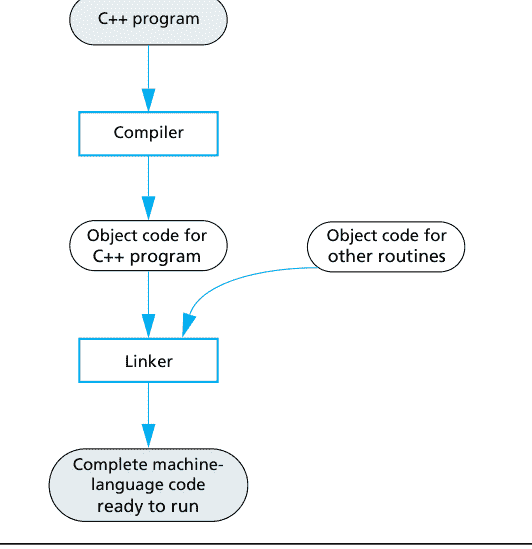 C++ program
Compiler
Object code for
C++ program
Object code for
other routines
Linker
Complete machine-
language code
ready to run